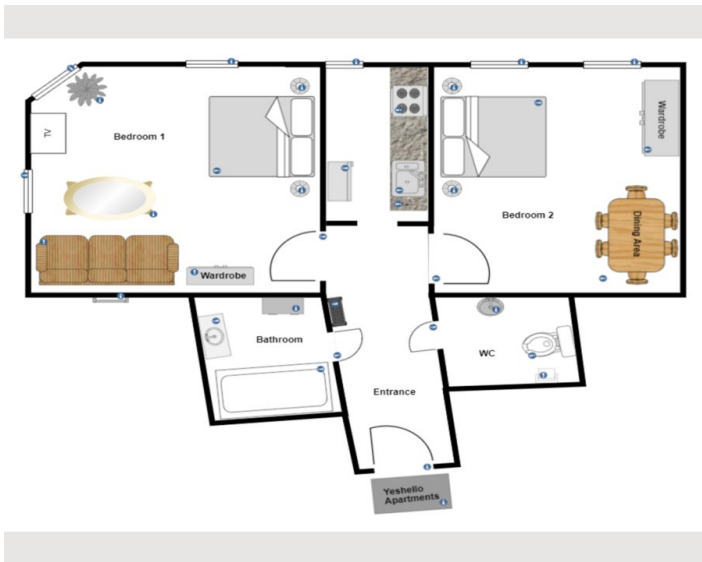 Bedroom 1
TV
Wardrobe
Wardrobe
Bedroom 2
Dining Area
Bathroom
WC
Entrance
Yeshello
Apartments